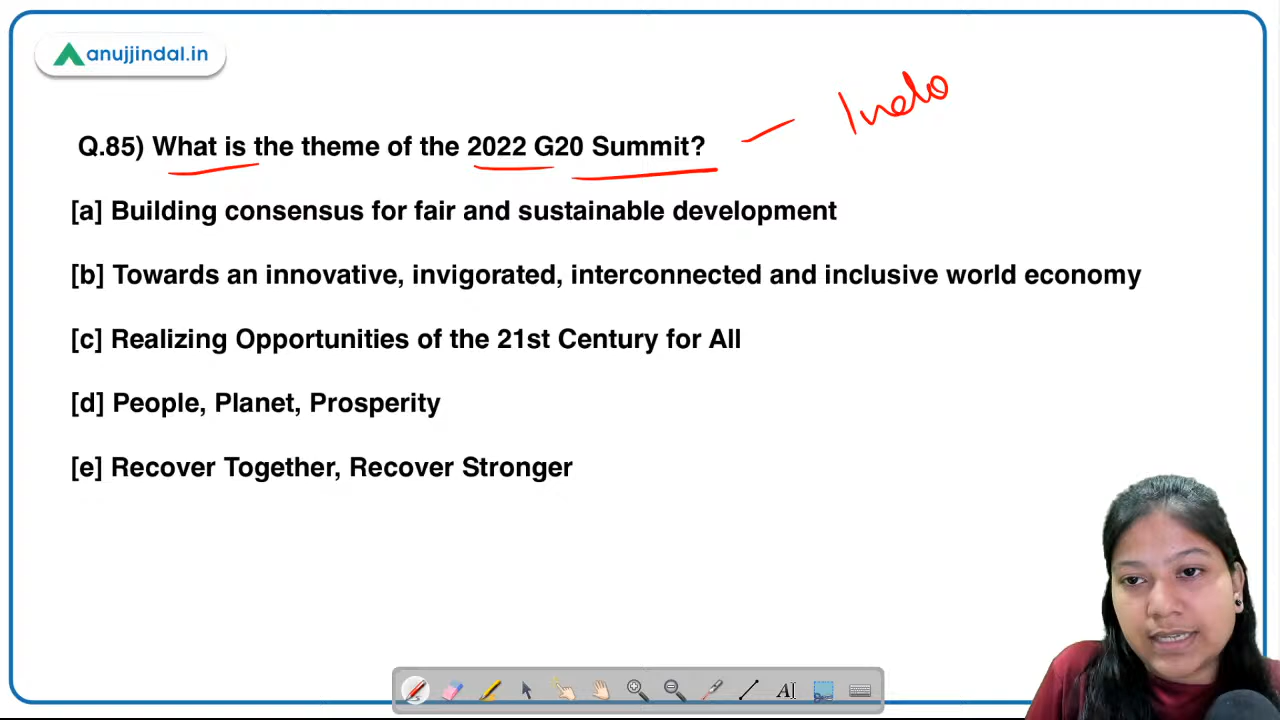 anujjindal.in
Indo
Q.85) What is the theme of the 2022 G20 Summit?
[a] Building consensus for fair and sustainable development
[b] Towards an innovative, invigorated, interconnected and inclusive world economy
[c] Realizing Opportunities of the 21st Century for All
[d] People, Planet, Prosperity
[e] Recover Together, Recover Stronger
A